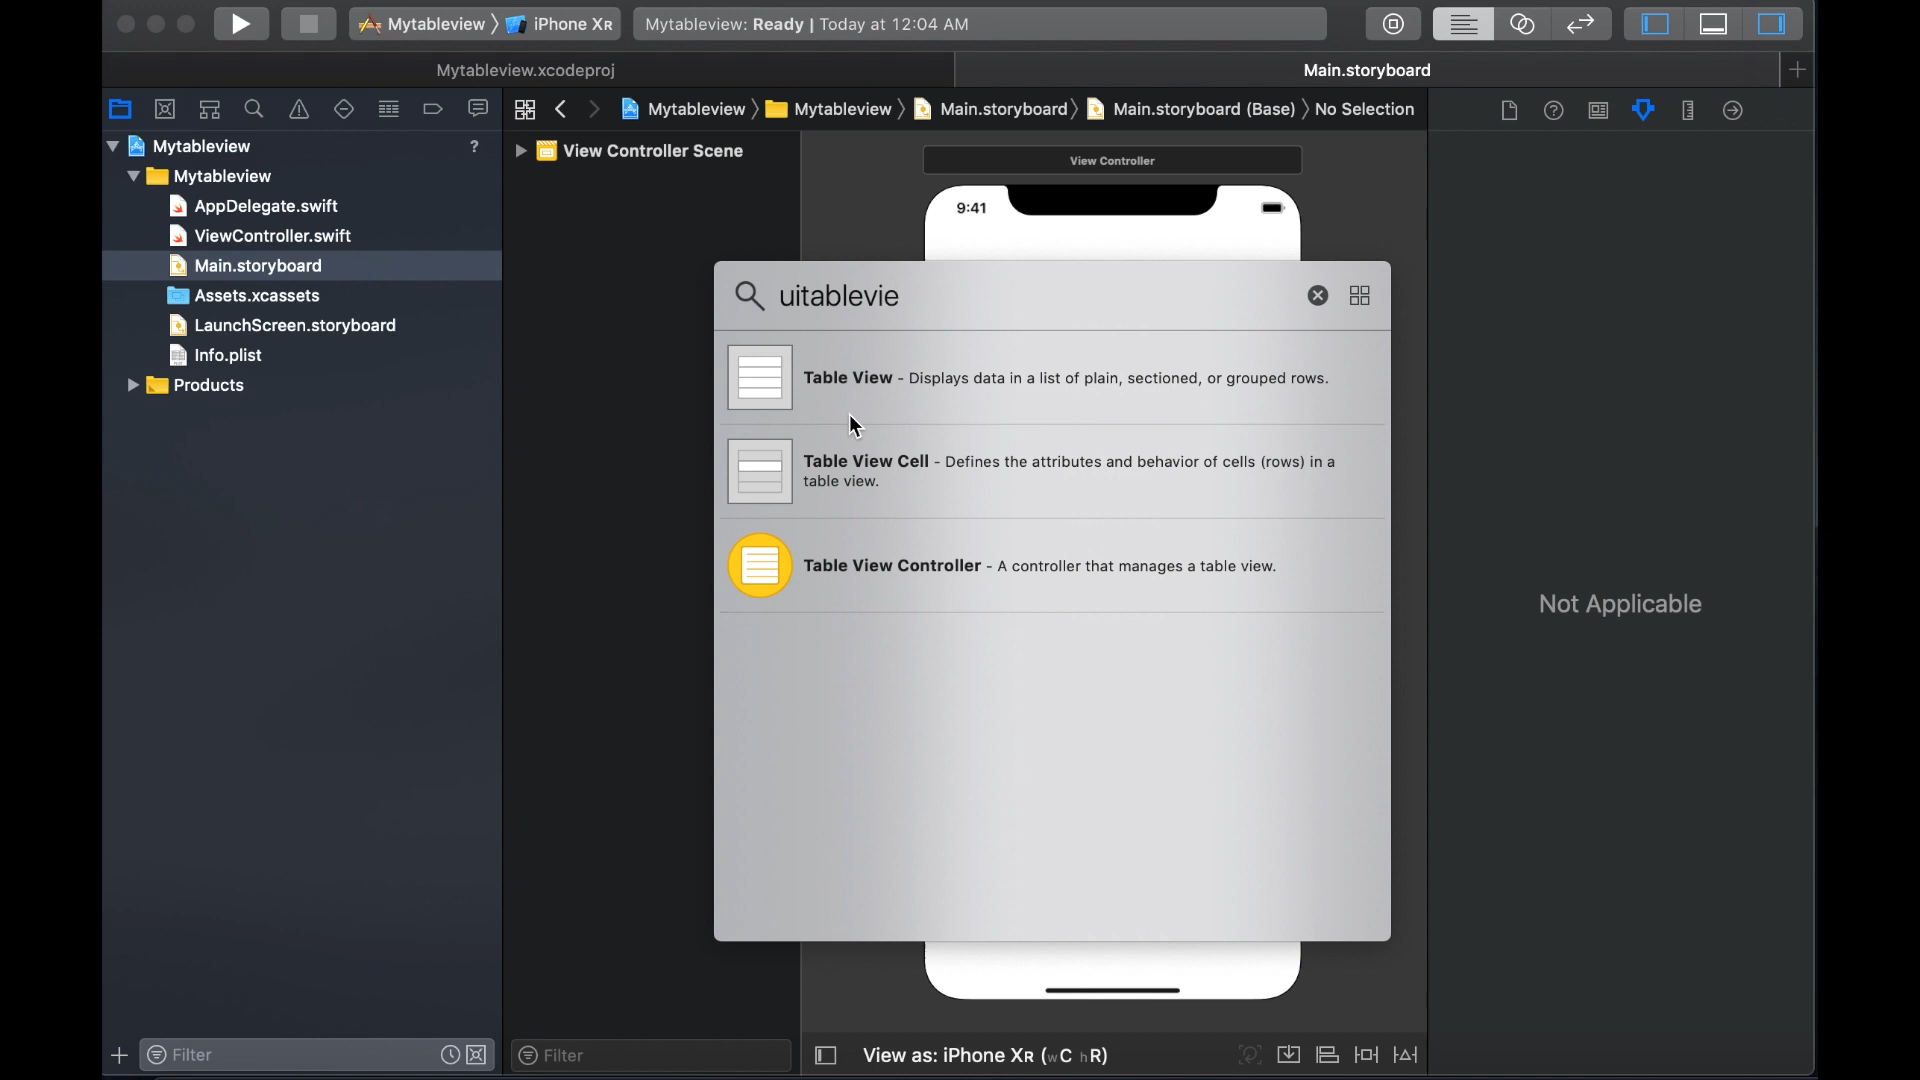 Mytableview 〉 iPhone XR
Mytableview: Ready | Today at 12:04 AM
Mytableview.xcodeproj
Main.storyboard
Mytableview 〉 Mytableview 〉 Main.storyboard 〉 Main.storyboard (Base) 〉 No Selection
Mytableview ?
Mytableview
AppDelegate.swift
ViewController.swift
Main.storyboard
Assets.xcassets
LaunchScreen.storyboard
Info.plist
Products
View Controller Scene
View Controller
9:41
uitablevie
Table View - Displays data in a list of plain, sectioned, or grouped rows.
Table View Cell - Defines the attributes and behavior of cells (rows) in a
table view.
Table View Controller - A controller that manages a table view.
Not Applicable
Filter
Filter
View as: iPhone XR (wC hR)